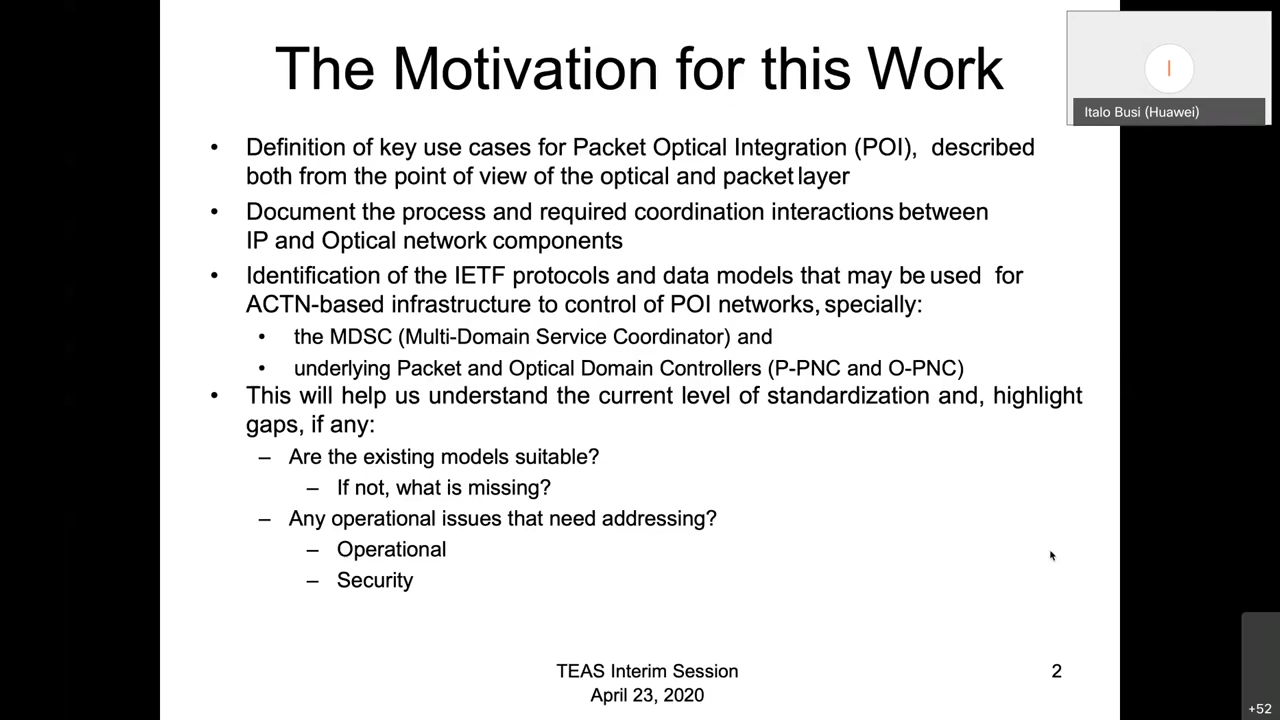 The Motivation for this Work
I
Italo Busi (Huawei)
• Definition of key use cases for Packet Optical Integration (POI), described
both from the point of view of the optical and packet layer
• Document the process and required coordination interactions between
IP and Optical network components
• Identification of the IETF protocols and data models that may be used for
ACTN-based infrastructure to control of POI networks, specially:
• the MDSC (Multi-Domain Service Coordinator) and
• underlying Packet and Optical Domain Controllers (P-PNC and O-PNC)
• This will help us understand the current level of standardization and, highlight
gaps, if any:
– Are the existing models suitable?
– If not, what is missing?
– Any operational issues that need addressing?
– Operational
– Security
TEAS Interim Session
April 23, 2020
2
+52